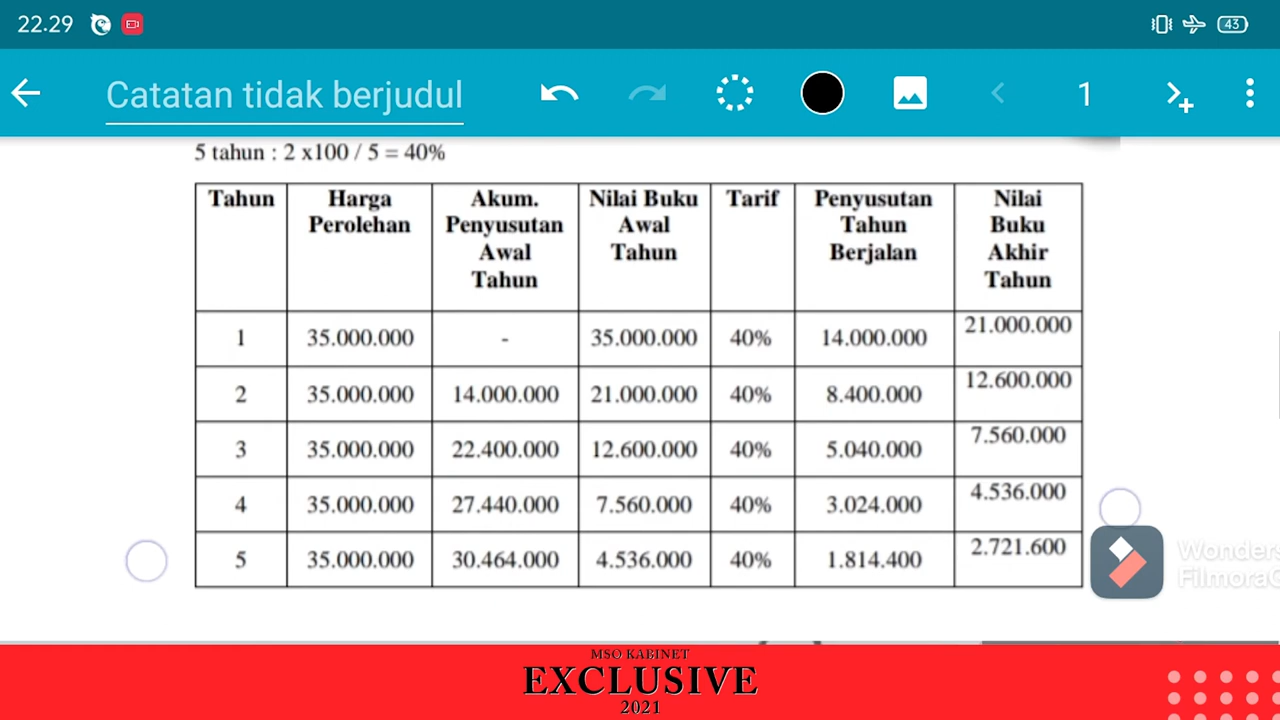 22.29
43
Catatan tidak berjudul
1
5 tahun : 2 x100 / 5 = 40%
Tahun Harga Perolehan Akum. Penyusutan Awal Tahun Nilai Buku Awal Tahun Tarif Penyusutan Tahun Berjalan Nilai Buku Akhir Tahun
1 35.000.000 - 35.000.000 40% 14.000.000 21.000.000
2 35.000.000 14.000.000 21.000.000 40% 8.400.000 12.600.000
3 35.000.000 22.400.000 12.600.000 40% 5.040.000 7.560.000
4 35.000.000 27.440.000 7.560.000 40% 3.024.000 4.536.000
5 35.000.000 30.464.000 4.536.000 40% 1.814.400 2.721.600
Wonders
Filmora
MSO KABINET
EXCLUSIVE
2021